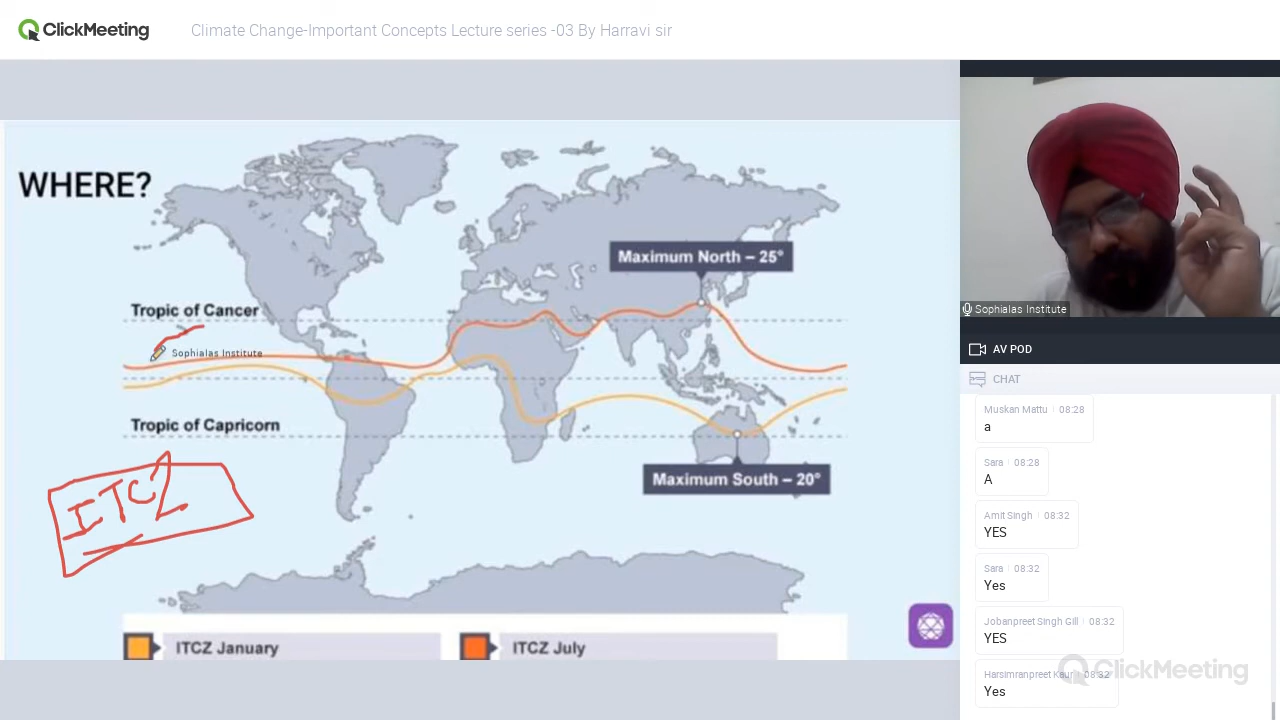 ClickMeeting
Climate Change-Important Concepts Lecture series -03 By Harravi sir
WHERE?
Maximum North – 25°
Tropic of Cancer
Sophialas Institute
Tropic of Capricorn
Maximum South – 20°
ITCZ
ITCZ January
ITCZ July
Sophialas Institute
AV POD
CHAT
Muskan Mattu 08:28
a
Sara 08:28
A
Amit Singh 08:32
YES
Sara 08:32
Yes
Jobanpreet Singh Gill 08:32
YES
Harsimranpreet Kaur 08:32
Yes
ClickMeeting